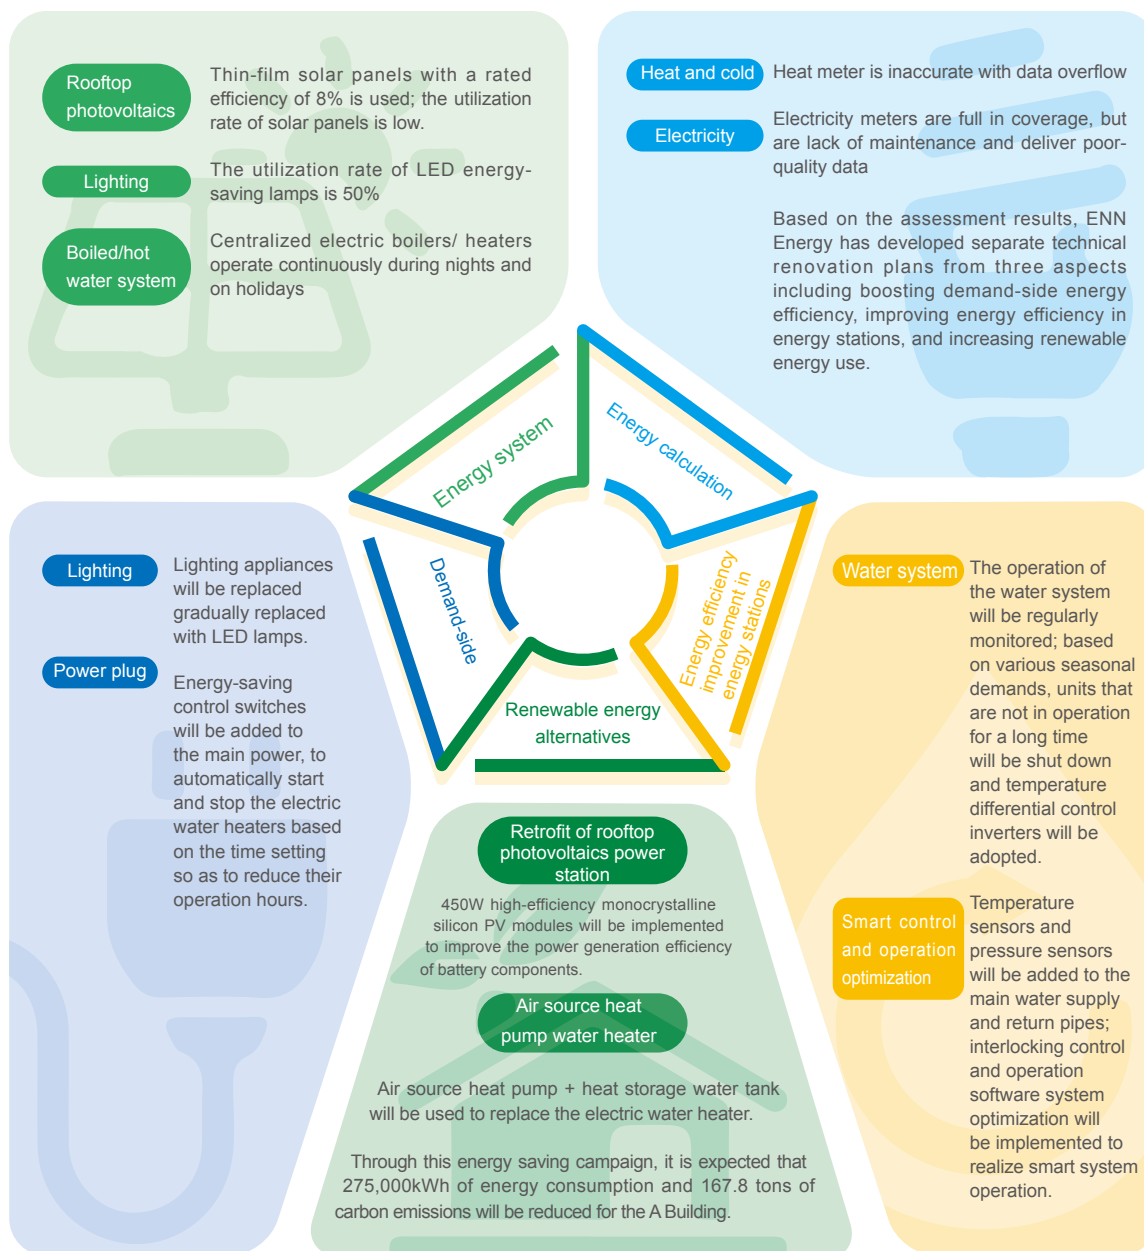 Rooftop
photovoltaics
Thin-film solar panels with a rated
efficiency of 8% is used; the utilization
rate of solar panels is low.
Lighting
The utilization rate of LED energy-
saving lamps is 50%
Boiled/hot
water system
Centralized electric boilers/ heaters
operate continuously during nights and
on holidays
Heat and cold
Heat meter is inaccurate with data overflow
Electricity
Electricity meters are full in coverage, but
are lack of maintenance and deliver poor-
quality data
Based on the assessment results, ENN
Energy has developed separate technical
renovation plans from three aspects
including boosting demand-side energy
efficiency, improving energy efficiency in
energy stations, and increasing renewable
energy use.
Energy system
Energy calculation
Demand-side
Energy efficiency
improvement in
energy stations
Renewable energy
alternatives
Lighting
Lighting appliances
will be replaced
gradually replaced
with LED lamps.
Power plug
Energy-saving
control switches
will be added to
the main power, to
automatically start
and stop the electric
water heaters based
on the time setting
so as to reduce their
operation hours.
Water system
The operation of
the water system
will be regularly
monitored; based
on various seasonal
demands, units that
are not in operation
for a long time
will be shut down
and temperature
differential control
inverters will be
adopted.
Smart control
and operation
optimization
Temperature
sensors and
pressure sensors
will be added to the
main water supply
and return pipes;
interlocking control
and operation
software system
optimization will
be implemented to
realize smart system
operation.
Retrofit of rooftop
photovoltaics power
station
450W high-efficiency monocrystalline
silicon PV modules will be implemented
to improve the power generation efficiency
of battery components.
Air source heat
pump water heater
Air source heat pump + heat storage water tank
will be used to replace the electric water heater.
Through this energy saving campaign, it is expected that
275,000kWh of energy consumption and 167.8 tons of
carbon emissions will be reduced for the A Building.